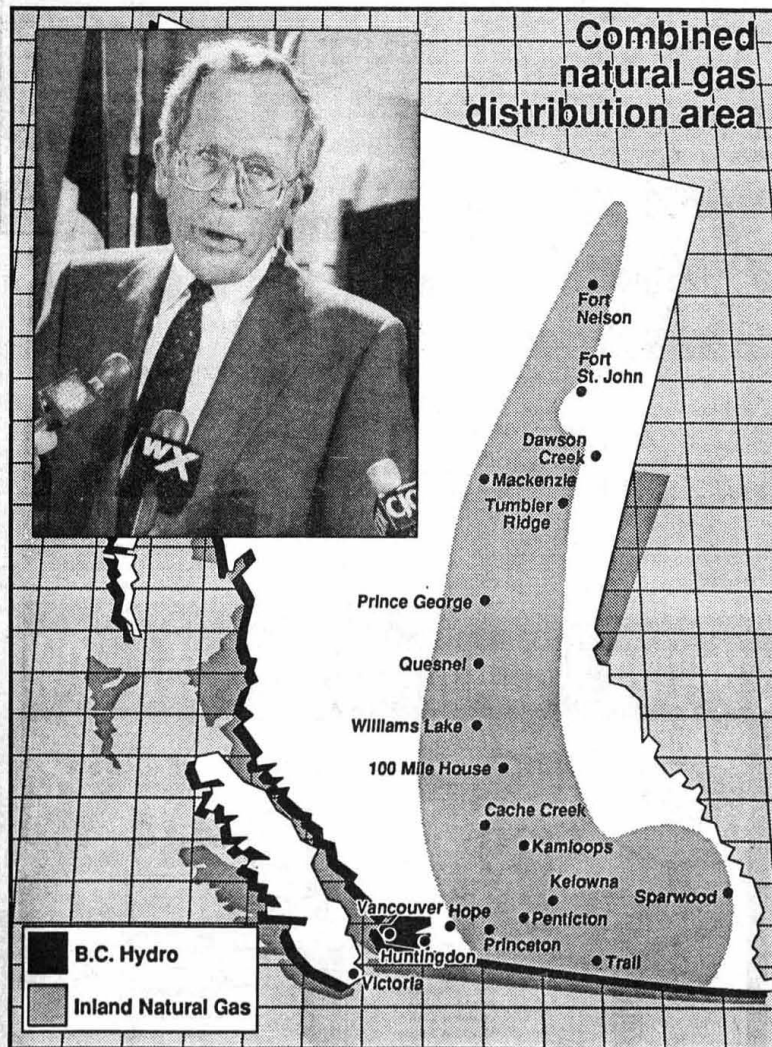 Combined
natural gas
distribution area
wX
CK
Fort
Nelson
Fort
St. John
Dawson
Creek
Mackenzie
Tumbler
Ridge
Prince George
Quesnel
Williams Lake
100 Mile House
Cache Creek
Kamloops
Kelowna
Sparwood
Vancouver
Hope
Penticton
Princeton
Huntingdon
Trail
Victoria
B.C. Hydro
Inland Natural Gas